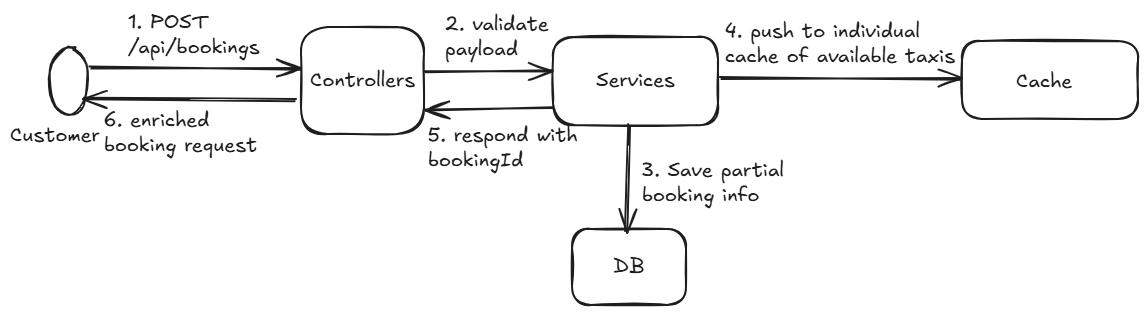 1. POST
/api/bookings
2. validate
payload
4. push to individual
cache of available taxis
Controllers
Services
Cache
Customer
6. enriched
booking request
5. respond with
bookingId
3. Save partial
booking info
DB